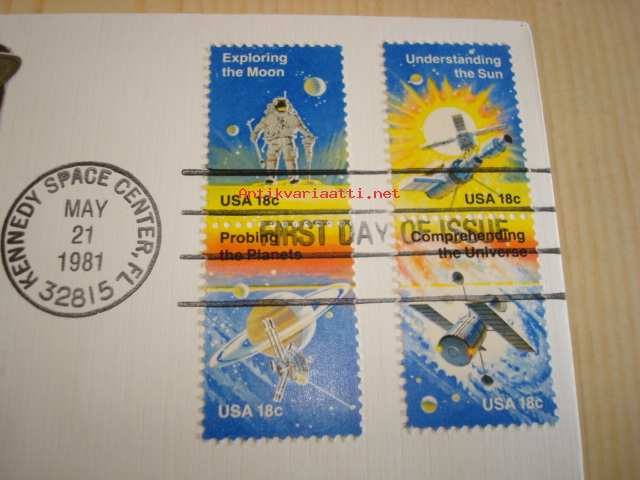 Exploring
the Moon
USA 18c
Understanding
the Sun
USA 18c
Antikvariaatti.net
KENNEDY SPACE CENTER, FL
MAY
21
1981
32815
FIRST DAY OF ISSUE
Probing
the Planets
USA 18c
Comprehending
the Universe
USA 18c